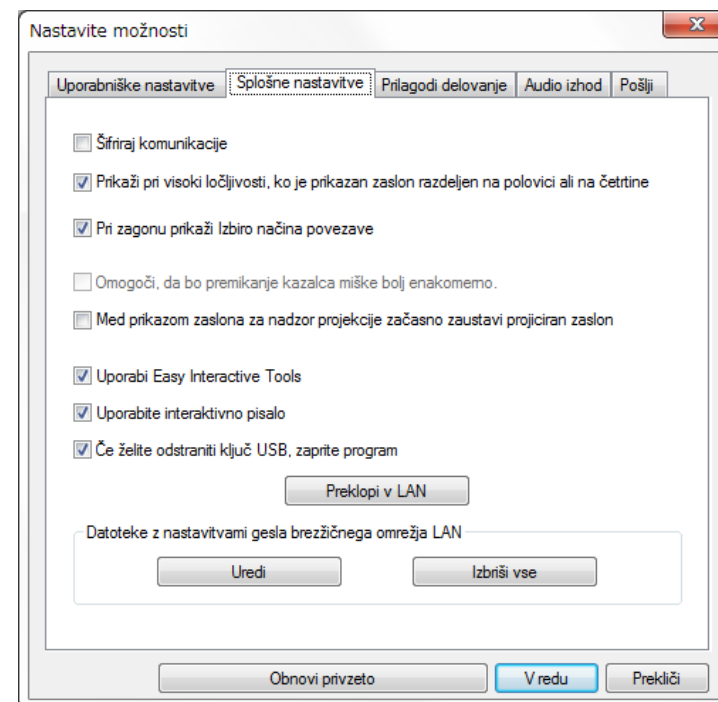 Nastavite možnosti
Uporabniške nastavitve Splošne nastavitve Prilagodi delovanje Audio izhod Pošlji
Šifriraj komunikacije
Prikaži pri visoki ločljivosti, ko je prikazan zaslon razdeljen na polovici ali na četrtine
Pri zagonu prikaži Izbiro načina povezave
Omogoči, da bo premikanje kazalca miške bolj enakomerno.
Med prikazom zaslona za nadzor projekcije začasno zaustavi projiciran zaslon
Uporabi Easy Interactive Tools
Uporabite interaktivno pisalo
Če želite odstraniti ključ USB, zaprite program
Preklopi v LAN
Datoteke z nastavitvami gesla brezžičnega omrežja LAN
Uredi Izbriši vse
Obnovi privzeto V redu Prekliči